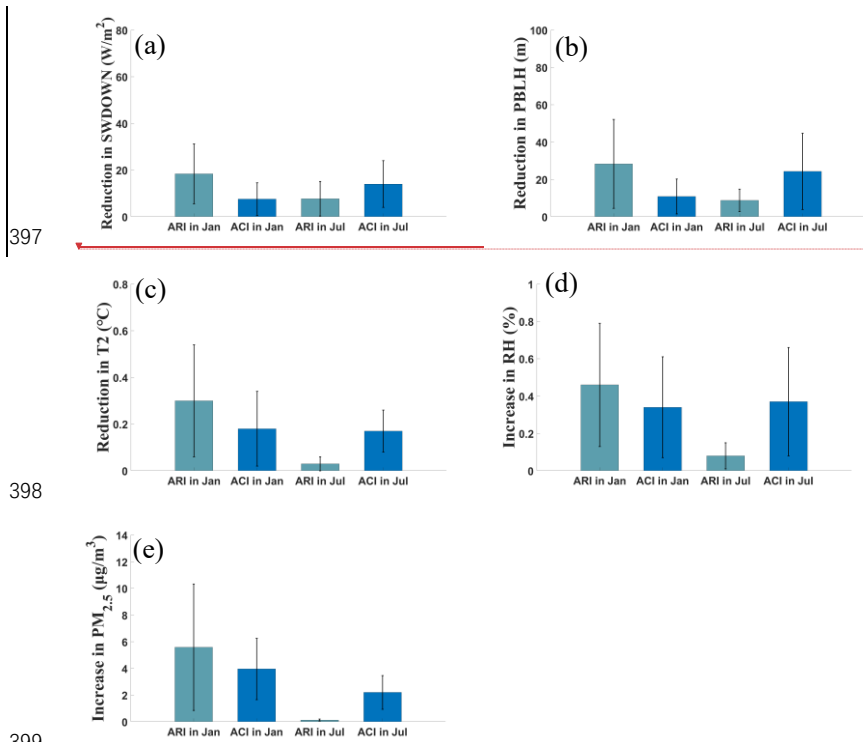 (a)
Reduction in SWDOWN (W/m²)
80
60
40
20
0
ARI in Jan ACI in Jan ARI in Jul ACI in Jul
(b)
Reduction in PBLH (m)
100
80
60
40
20
0
ARI in Jan ACI in Jan ARI in Jul ACI in Jul
397
(c)
Reduction in T2 (°C)
0.8
0.6
0.4
0.2
0
ARI in Jan ACI in Jan ARI in Jul ACI in Jul
(d)
Increase in RH (%)
1
0.8
0.6
0.4
0.2
0
ARI in Jan ACI in Jan ARI in Jul ACI in Jul
398
(e)
Increase in PM₂.₅ (µg/m³)
14
12
10
8
6
4
2
0
ARI in Jan ACI in Jan ARI in Jul ACI in Jul
399